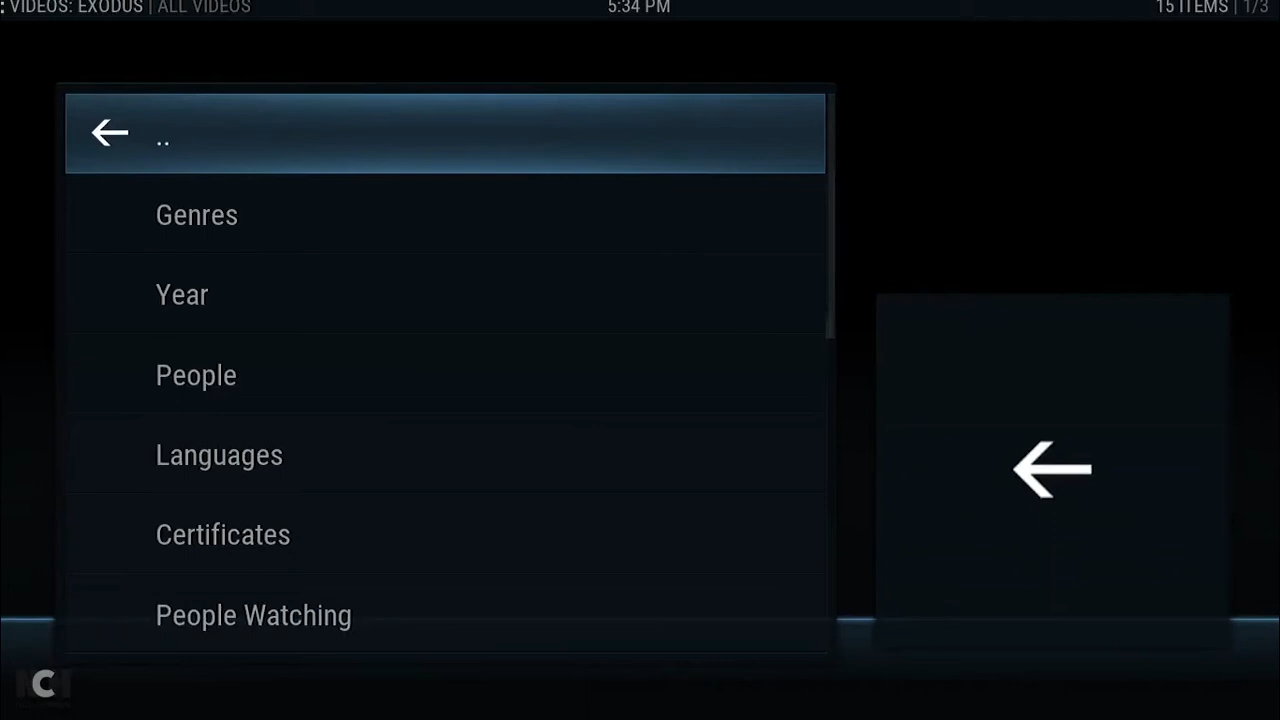 VIDEOS: EXODUS | ALL VIDEOS
5:34 PM
15 ITEMS | 1/3
..
Genres
Year
People
Languages
Certificates
People Watching